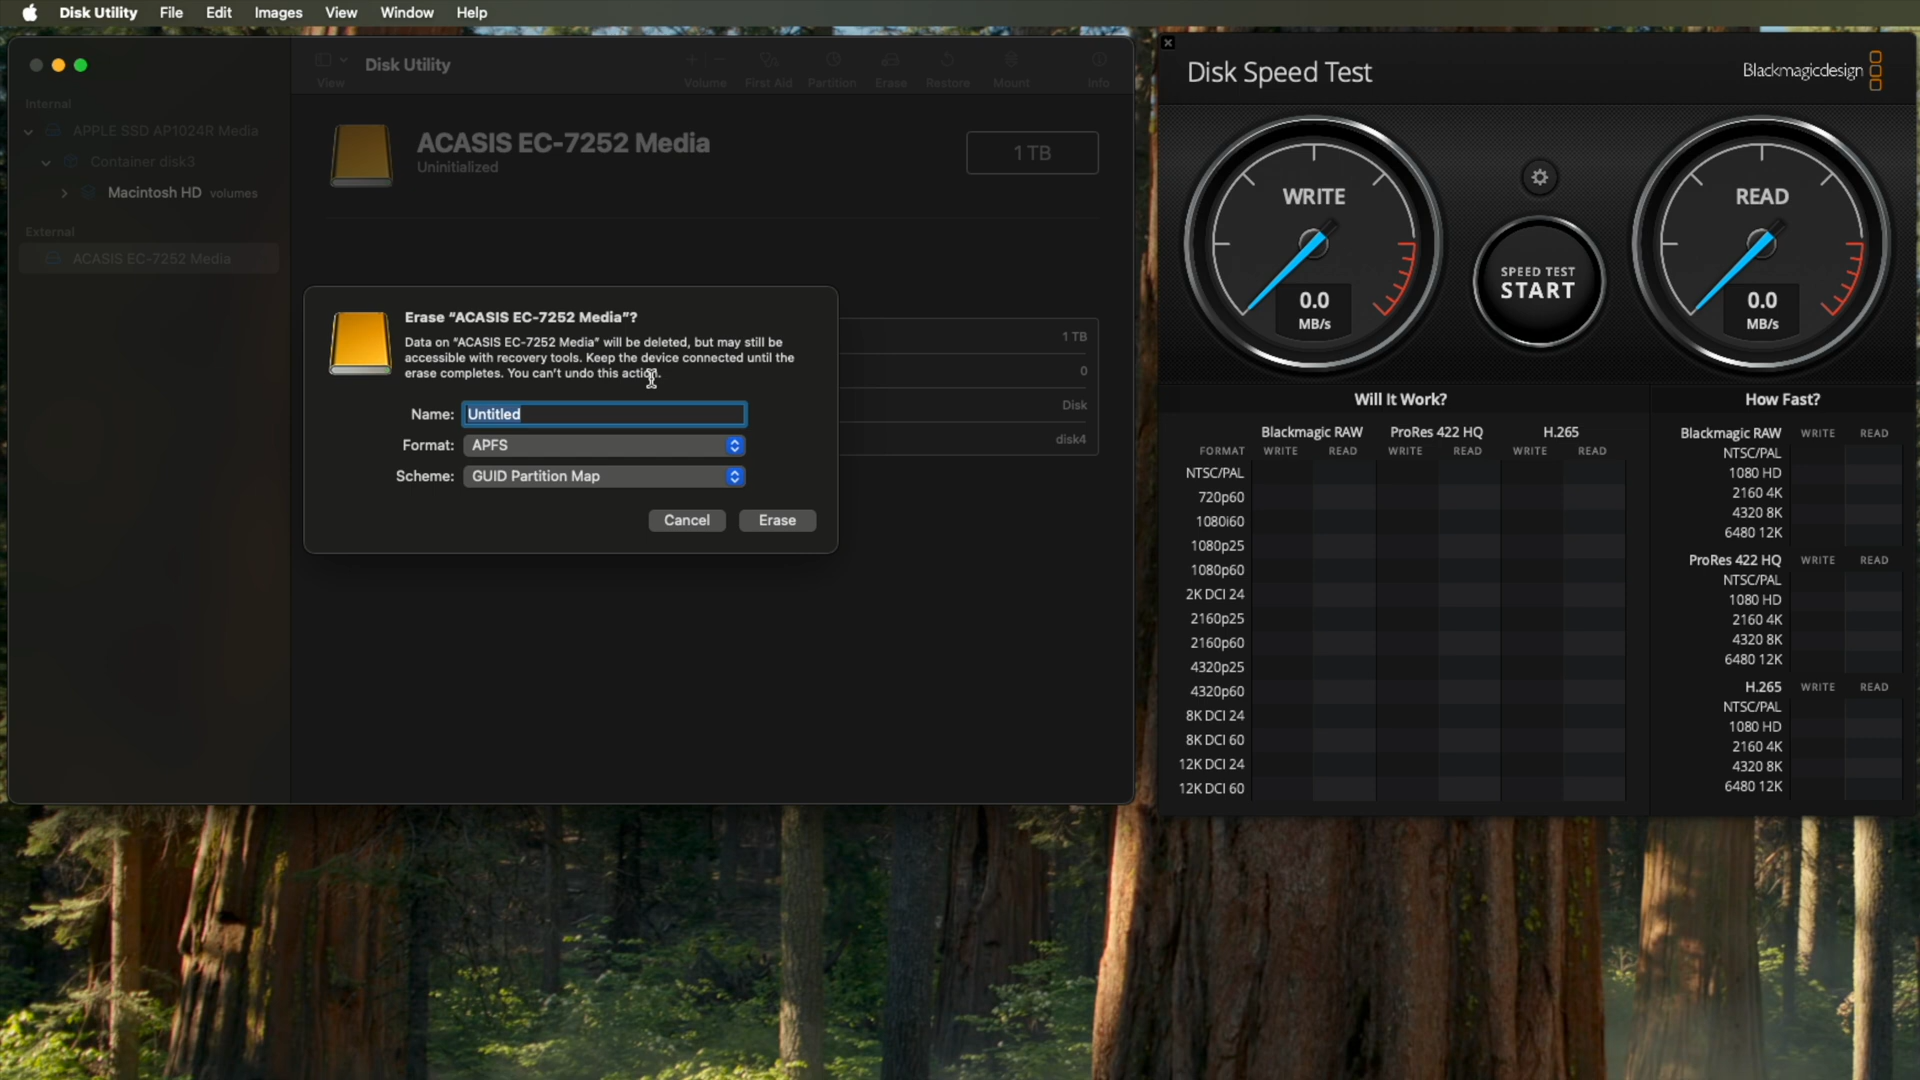 Disk Utility File Edit Images View Window Help
Disk Utility
View
Volume First Aid Partition Erase Restore Mount Info
Internal
APPLE SSD AP1024R Media
Container disk3
Macintosh HD volumes
External
ACASIS EC-7252 Media
ACASIS EC-7252 Media
Uninitialized
1 TB
1 TB
0
Disk
disk4
Erase “ACASIS EC-7252 Media”?
Data on “ACASIS EC-7252 Media” will be deleted, but may still be
accessible with recovery tools. Keep the device connected until the
erase completes. You can’t undo this action.
Name: Untitled
Format: APFS
Scheme: GUID Partition Map
Cancel Erase
Disk Speed Test
Blackmagicdesign
WRITE
0.0
MB/s
SPEED TEST
START
READ
0.0
MB/s
Will It Work?
Blackmagic RAW ProRes 422 HQ H.265
FORMAT WRITE READ WRITE READ WRITE READ
NTSC/PAL
720p60
1080i60
1080p25
1080p60
2K DCI 24
2160p25
2160p60
4320p25
4320p60
8K DCI 24
8K DCI 60
12K DCI 24
12K DCI 60
How Fast?
Blackmagic RAW WRITE READ
NTSC/PAL
1080 HD
2160 4K
4320 8K
6480 12K
ProRes 422 HQ WRITE READ
NTSC/PAL
1080 HD
2160 4K
4320 8K
6480 12K
H.265 WRITE READ
NTSC/PAL
1080 HD
2160 4K
4320 8K
6480 12K